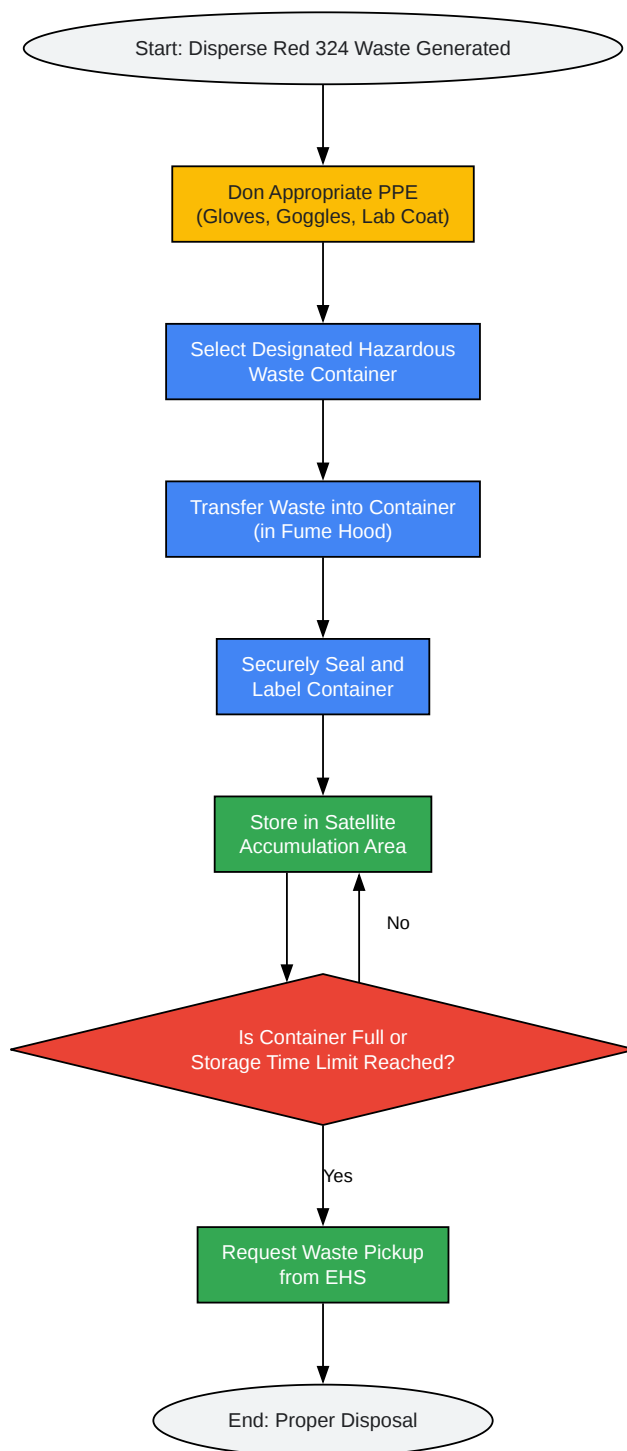 Start: Disperse Red 324 Waste Generated
Don Appropriate PPE
(Gloves, Goggles, Lab Coat)
Select Designated Hazardous
Waste Container
Transfer Waste into Container
(in Fume Hood)
Securely Seal and
Label Container
Store in Satellite
Accumulation Area
No
Is Container Full or
Storage Time Limit Reached?
Yes
Request Waste Pickup
from EHS
End: Proper Disposal